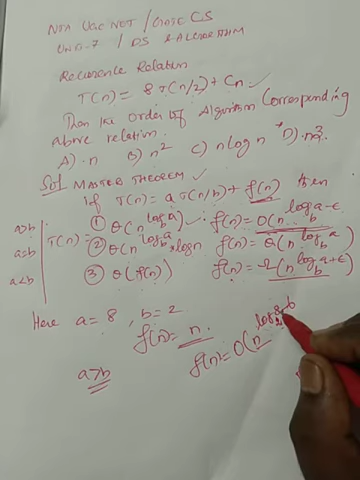 NTA UGC NET / GATE CS
UNIT-7 / DS & ALGORITHM
Recurrence Relation
T(n) = 8T(n/2) + Cn ✓
Then the order of Algorithm Corresponding
above relation.
A) n B) n² C) n log n D) n³
Sol MASTER THEOREM ✓
If T(n) = a T(n/b) + f(n) then
a>b ① Θ(n^log_b a) ✓ f(n) = O(n^log_b a-ε)
a=b T(n) = ② Θ(n^log_b a × log n f(n) = Θ(n^log_b a
a<b ③ Θ(f(n)) f(n) = Ω(n^log_b a+ε)
Here a = 8, b = 2
f(n) = n.
a>b f(n) = O(n^log